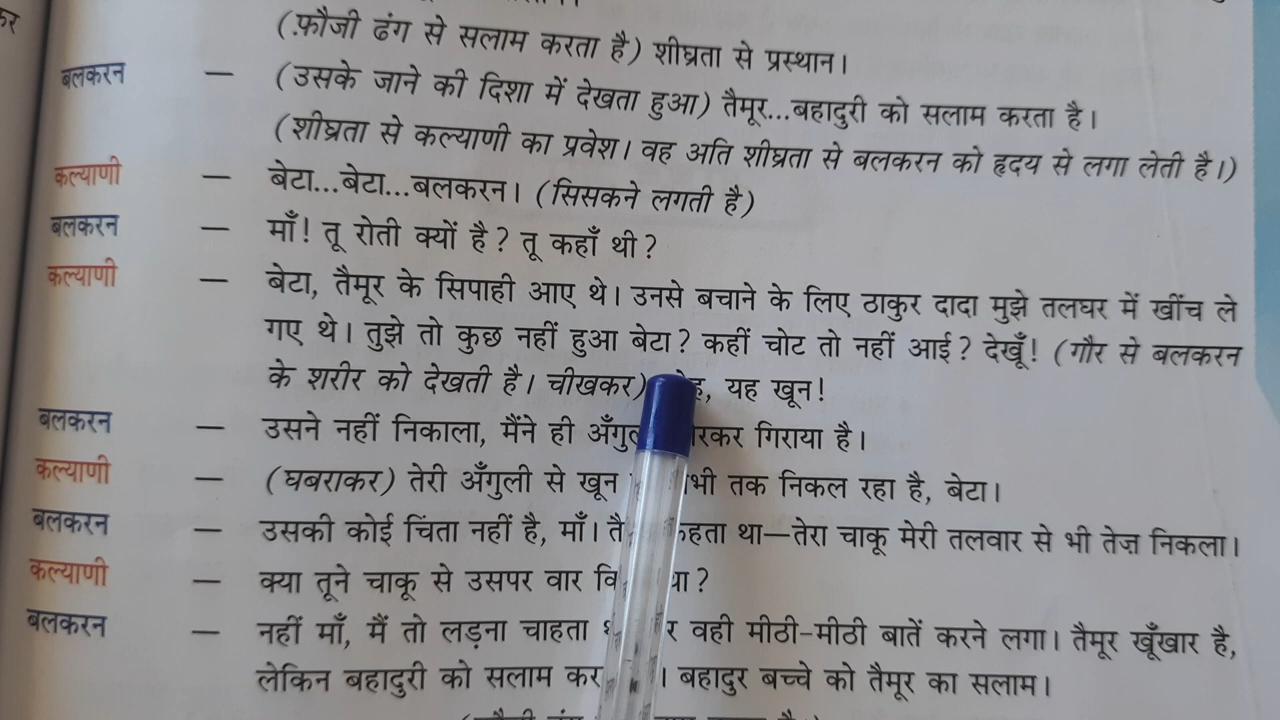 (फ़ौजी ढंग से सलाम करता है) शीघ्रता से प्रस्थान।
बलकरन — (उसके जाने की दिशा में देखता हुआ) तैमूर...बहादुरी को सलाम करता है।
(शीघ्रता से कल्याणी का प्रवेश। वह अति शीघ्रता से बलकरन को हृदय से लगा लेती है।)
कल्याणी — बेटा...बेटा...बलकरन। (सिसकने लगती है)
बलकरन — माँ! तू रोती क्यों है? तू कहाँ थी?
कल्याणी — बेटा, तैमूर के सिपाही आए थे। उनसे बचाने के लिए ठाकुर दादा मुझे तलघर में खींच ले
गए थे। तुझे तो कुछ नहीं हुआ बेटा? कहीं चोट तो नहीं आई? देखूँ! (गौर से बलकरन
के शरीर को देखती है। चीखकर) यह खून!
बलकरन — उसने नहीं निकाला, मैंने ही गिराया है।
कल्याणी — (घबराकर) तेरी अँगुली से खून तक निकल रहा है, बेटा।
बलकरन — उसकी कोई चिंता नहीं है, माँ। कहता था—तेरा चाकू मेरी तलवार से भी तेज़ निकला।
कल्याणी — क्या तूने चाकू से उसपर वार
बलकरन — नहीं माँ, मैं तो लड़ना चाहता वही मीठी-मीठी बातें करने लगा। तैमूर खूँखार है,
लेकिन बहादुरी को सलाम बहादुर बच्चे को तैमूर का सलाम।